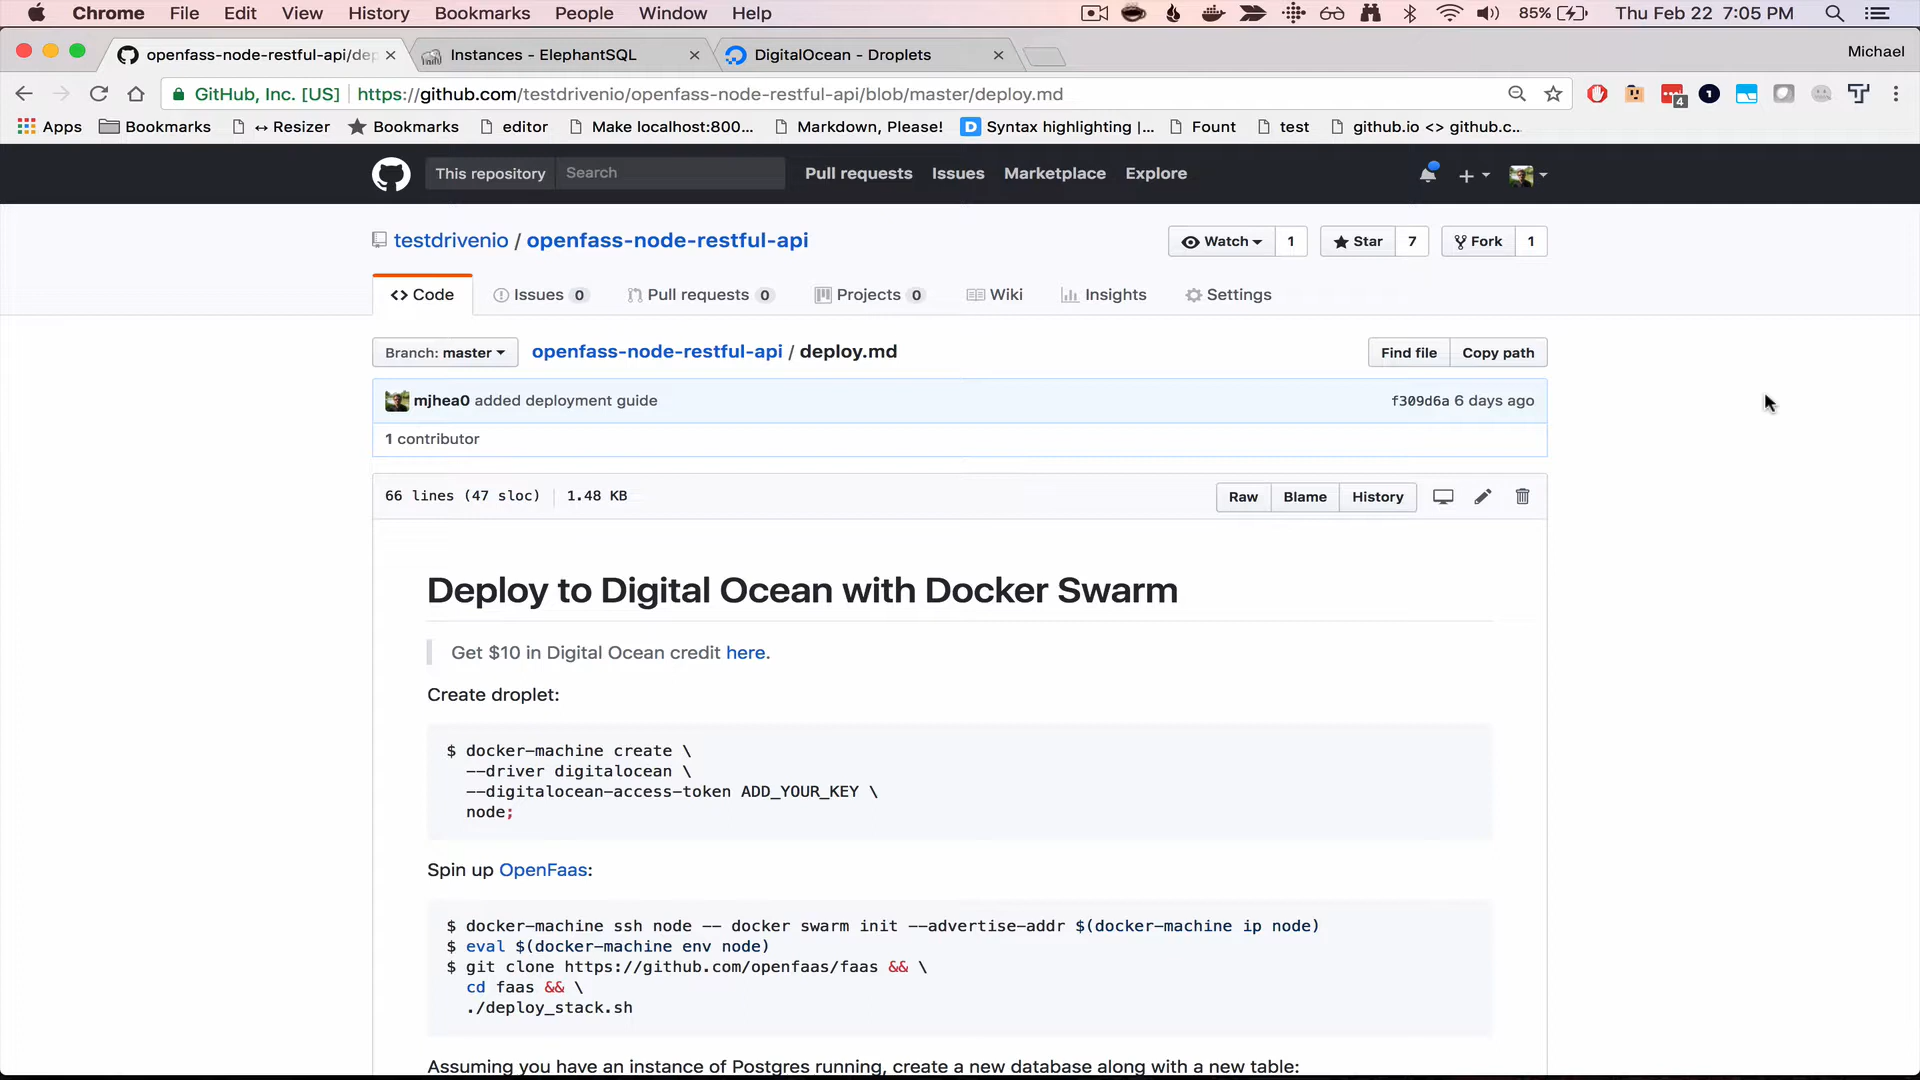 Chrome File Edit View History Bookmarks People Window Help 85% Thu Feb 22 7:05 PM
openfass-node-restful-api/dep Instances - ElephantSQL DigitalOcean - Droplets Michael
GitHub, Inc. [US] https://github.com/testdrivenio/openfass-node-restful-api/blob/master/deploy.md 4 1
Apps Bookmarks ↔ Resizer Bookmarks editor Make localhost:800... Markdown, Please! D Syntax highlighting |... Fount test github.io <> github.c...
This repository Search Pull requests Issues Marketplace Explore
testdrivenio / openfass-node-restful-api Watch 1 Star 7 Fork 1
<> Code Issues 0 Pull requests 0 Projects 0 Wiki Insights Settings
Branch: master openfass-node-restful-api / deploy.md Find file Copy path
mjhea0 added deployment guide f309d6a 6 days ago
1 contributor
66 lines (47 sloc) 1.48 KB Raw Blame History
Deploy to Digital Ocean with Docker Swarm
Get $10 in Digital Ocean credit here.
Create droplet:
$ docker-machine create \
--driver digitalocean \
--digitalocean-access-token ADD_YOUR_KEY \
node;
Spin up OpenFaas:
$ docker-machine ssh node -- docker swarm init --advertise-addr $(docker-machine ip node)
$ eval $(docker-machine env node)
$ git clone https://github.com/openfaas/faas && \
cd faas && \
./deploy_stack.sh
Assuming you have an instance of Postgres running, create a new database along with a new table: